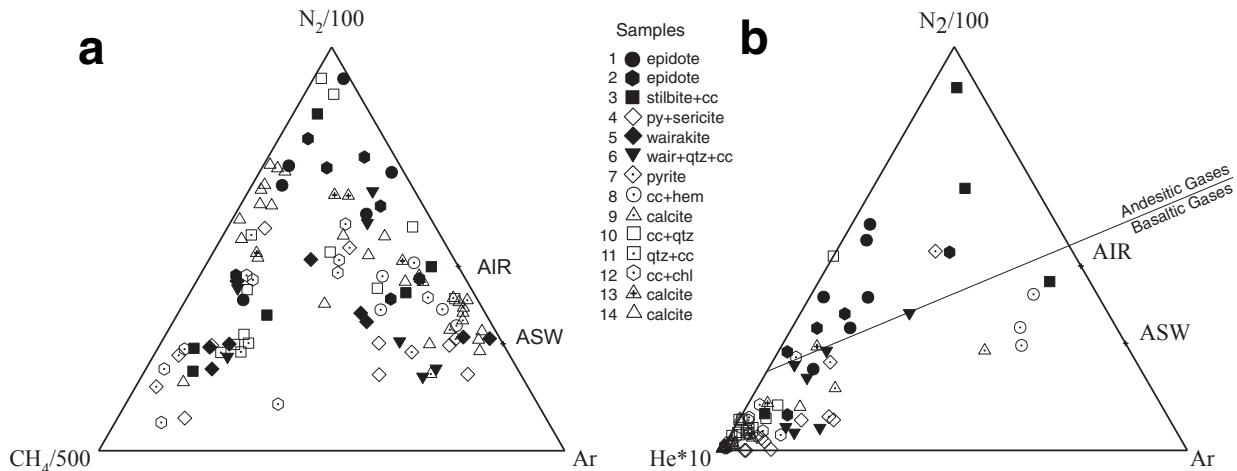 a
N₂/100
CH₄/500
Ar
AIR
ASW
Samples
1 epidote
2 epidote
3 stilbite+cc
4 py+sericite
5 wairakite
6 wair+qtz+cc
7 pyrite
8 cc+hem
9 calcite
10 cc+qtz
11 qtz+cc
12 cc+chl
13 calcite
14 calcite
b
N2/100
Andesitic Gases
Basaltic Gases
AIR
ASW
He*10
Ar